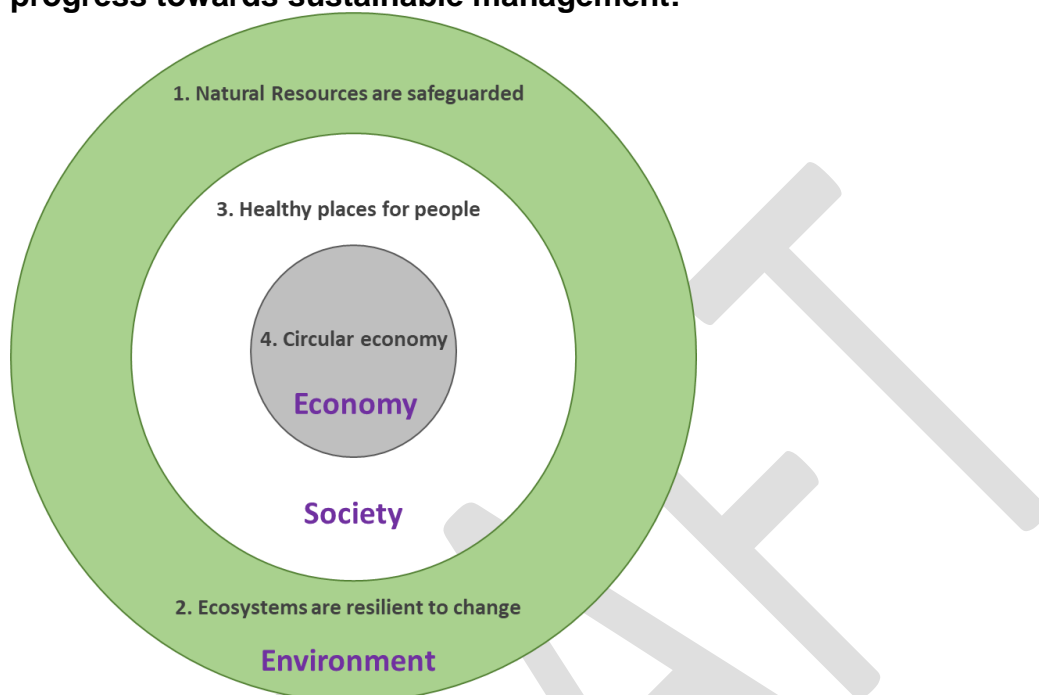 progress towards sustainable management.
1. Natural Resources are safeguarded
3. Healthy places for people
4. Circular economy
Economy
Society
2. Ecosystems are resilient to change
Environment